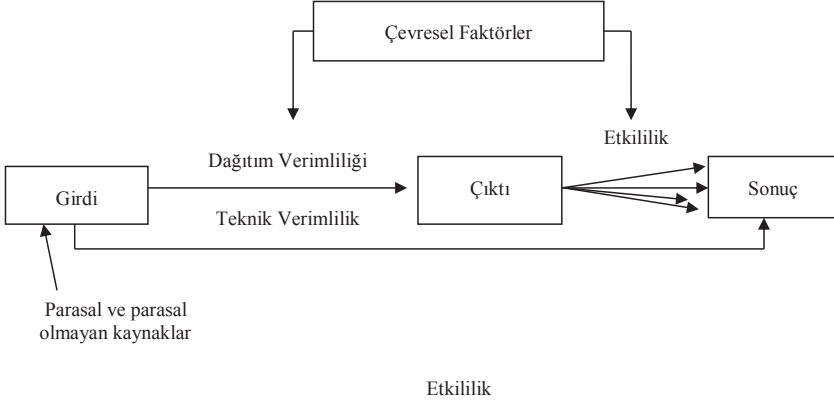 Çevresel Faktörler
Etkililik
Dağıtım Verimliliği
Girdi
Çıktı
Sonuç
Teknik Verimlilik
Parasal ve parasal
olmayan kaynaklar
Etkililik